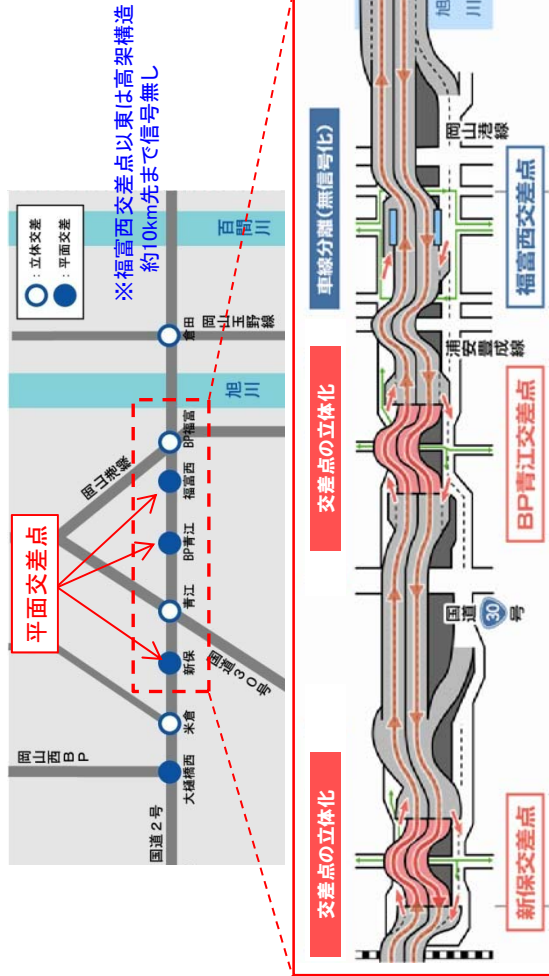 平面交差点
○：立体交差
●：平面交差
岡山西BP
国道2号
大樋橋西
米倉
新保
国道30号
青江
BP青江
福富西
BP福富
岡山港線
旭川
倉田
岡山玉野線
百間川
※福富西交差点以東は高架構造
約10km先まで信号無し
交差点の立体化
交差点の立体化
車線分離(無信号化)
国道30号
浦安豊成線
岡山港線
旭川
新保交差点
BP青江交差点
福富西交差点